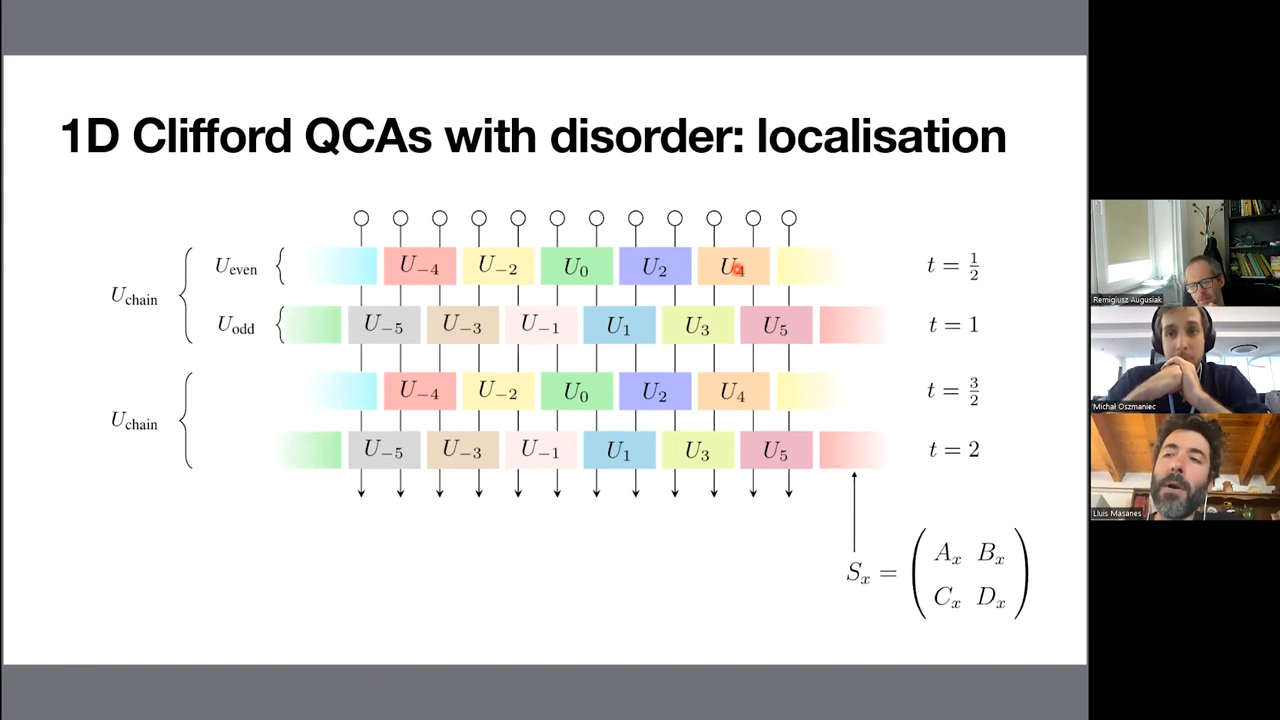 1D Clifford QCAs with disorder: localisation
U_chain { U_even { U_{-4} U_{-2} U_0 U_2 U_4 t = 1/2
U_odd { U_{-5} U_{-3} U_{-1} U_1 U_3 U_5 t = 1
U_chain { U_{-4} U_{-2} U_0 U_2 U_4 t = 3/2
U_{-5} U_{-3} U_{-1} U_1 U_3 U_5 t = 2
S_x = ( A_x B_x
C_x D_x )
Remigiusz Augusiak
Michał Oszmaniec
Lluis Masanes